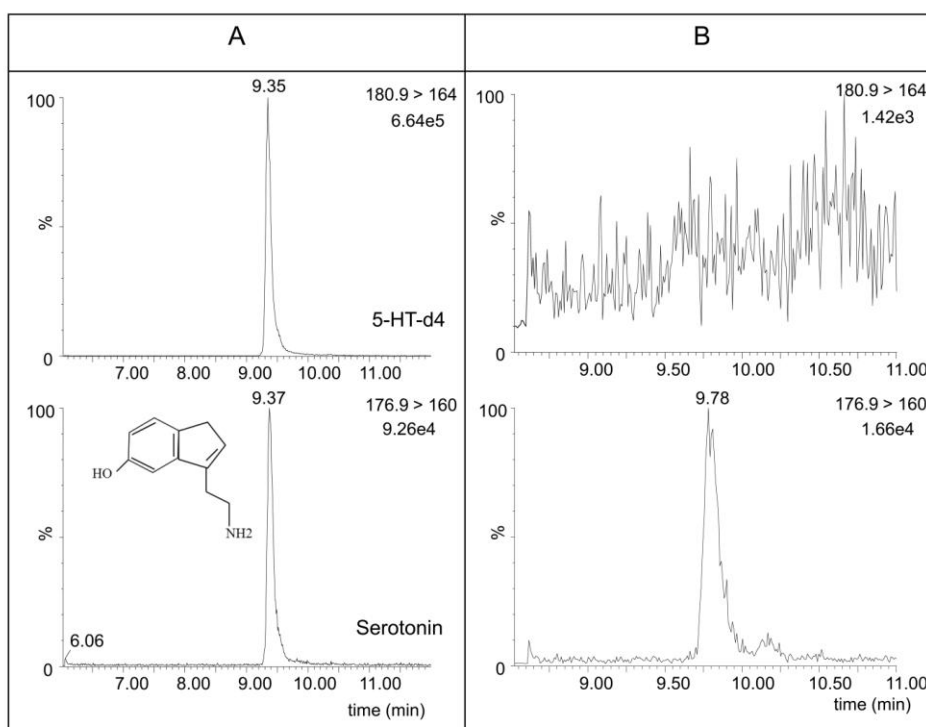 A
B
9.35
180.9 > 164
6.64e5
100
%
0
5-HT-d4
7.00 8.00 9.00 10.00 11.00
180.9 > 164
1.42e3
100
%
0
9.00 9.50 10.00 10.50 11.00
9.37
176.9 > 160
9.26e4
100
%
0
HO
NH2
6.06
Serotonin
7.00 8.00 9.00 10.00 11.00
time (min)
9.78
176.9 > 160
1.66e4
100
%
0
9.00 9.50 10.00 10.50 11.00
time (min)